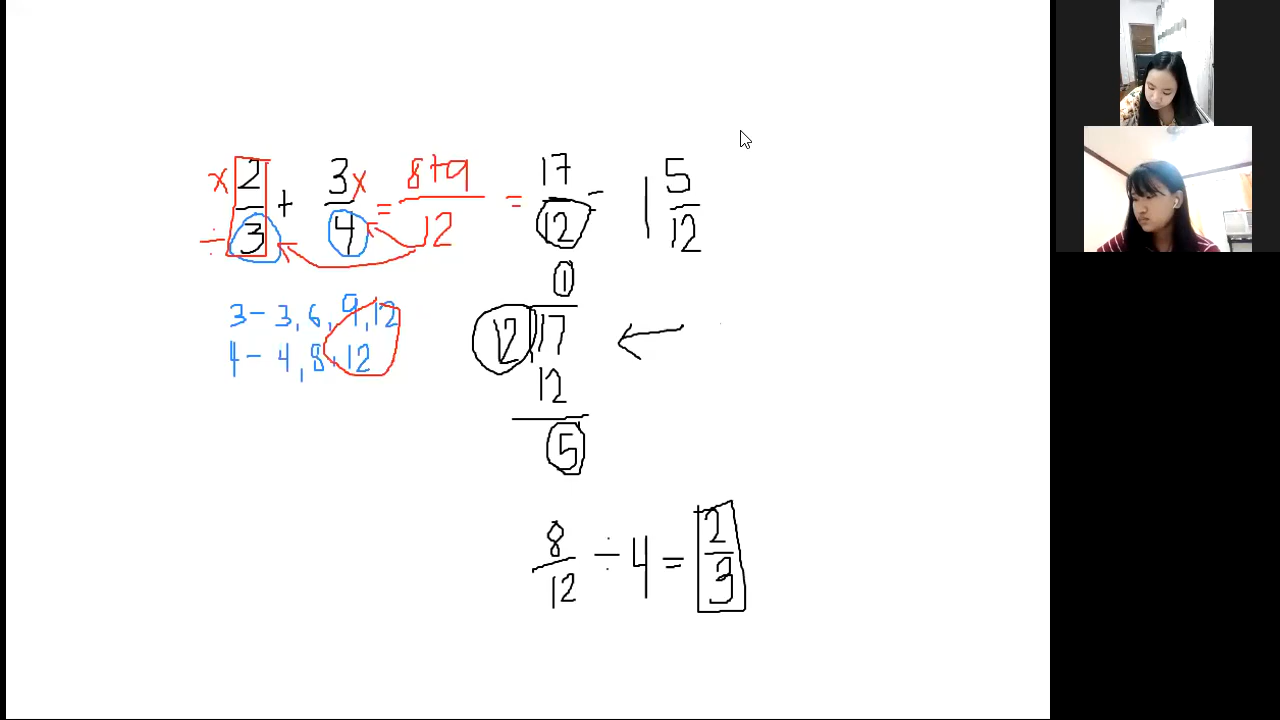 x 2/3 + 3/4 x = 8+9/12 = 17/12 = 1 5/12
÷
3 - 3, 6, 9, 12
4 - 4, 8, 12
1
12 17
12
5
8/12 ÷ 4 = 2/3